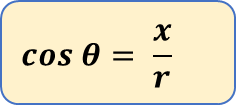 cos θ = x/r